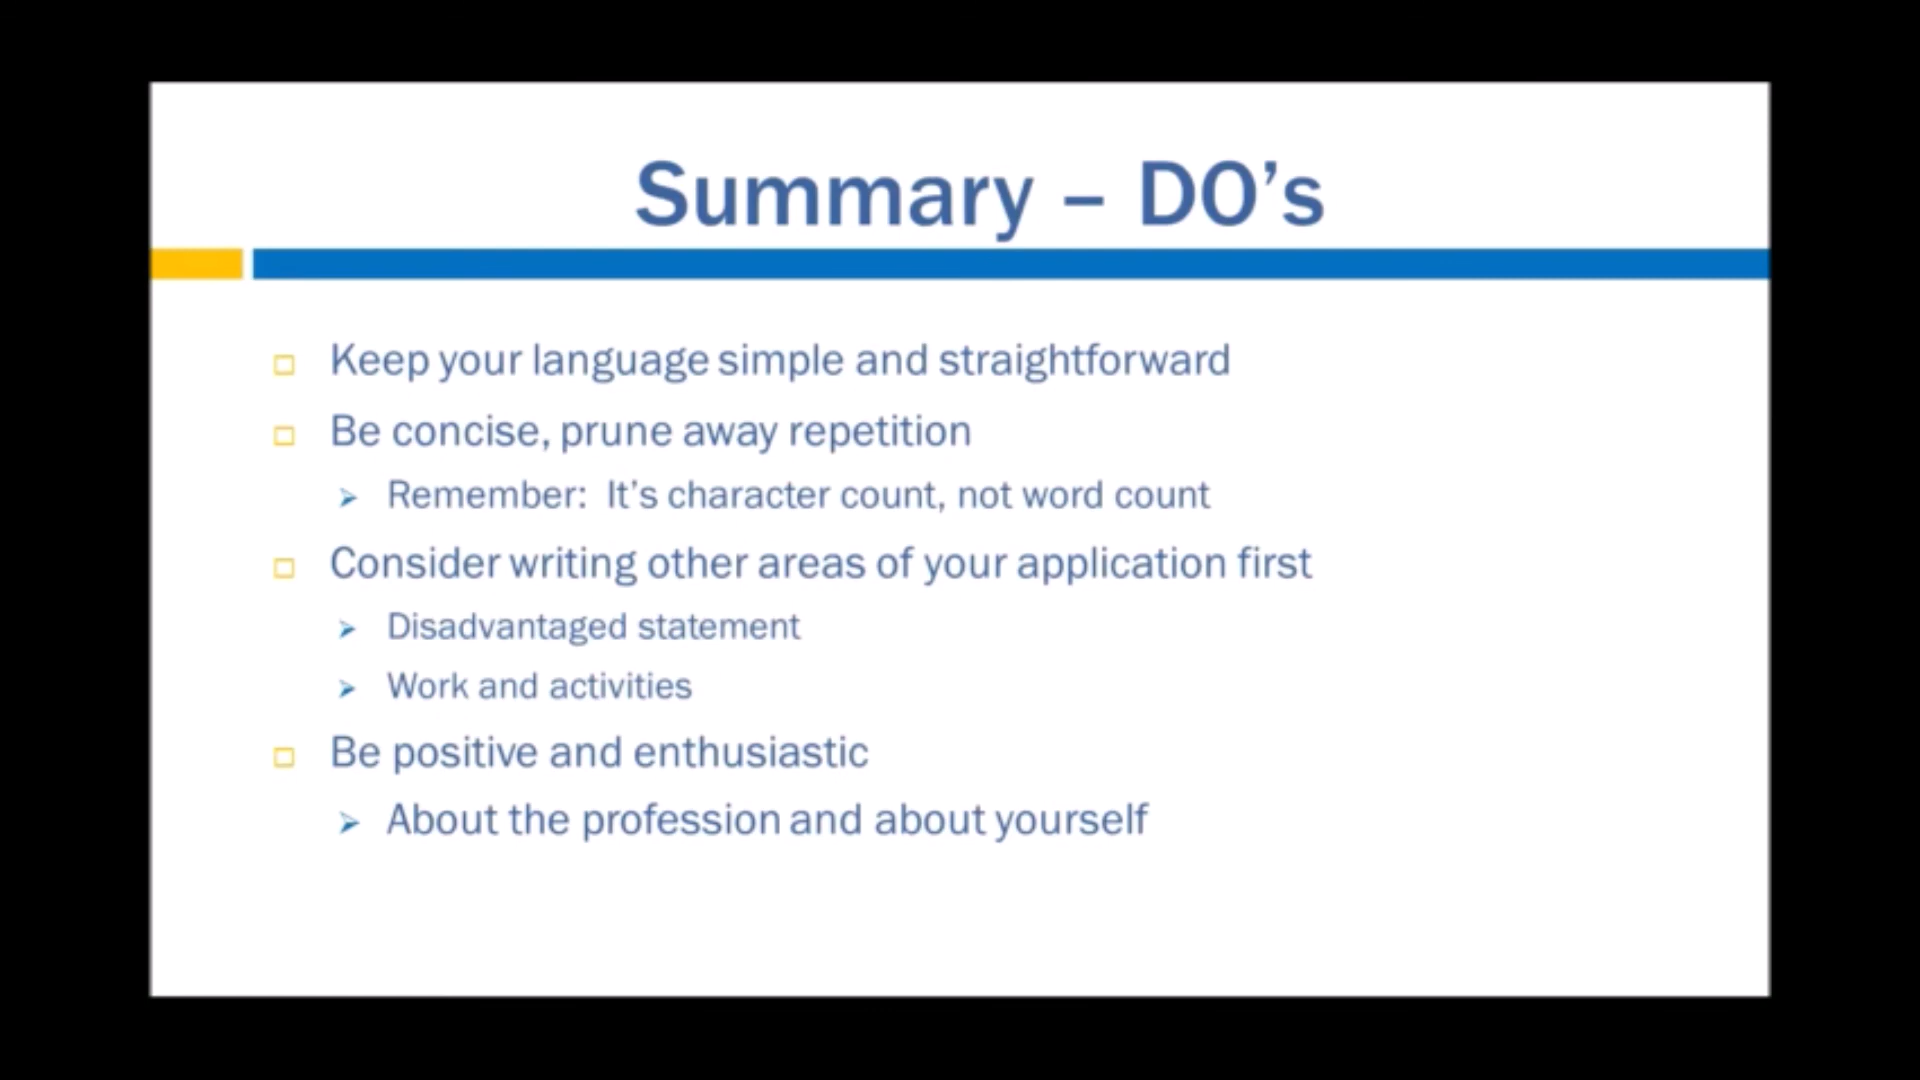 Summary – DO’s
Keep your language simple and straightforward
Be concise, prune away repetition
Remember:  It’s character count, not word count
Consider writing other areas of your application first
Disadvantaged statement
Work and activities
Be positive and enthusiastic
About the profession and about yourself